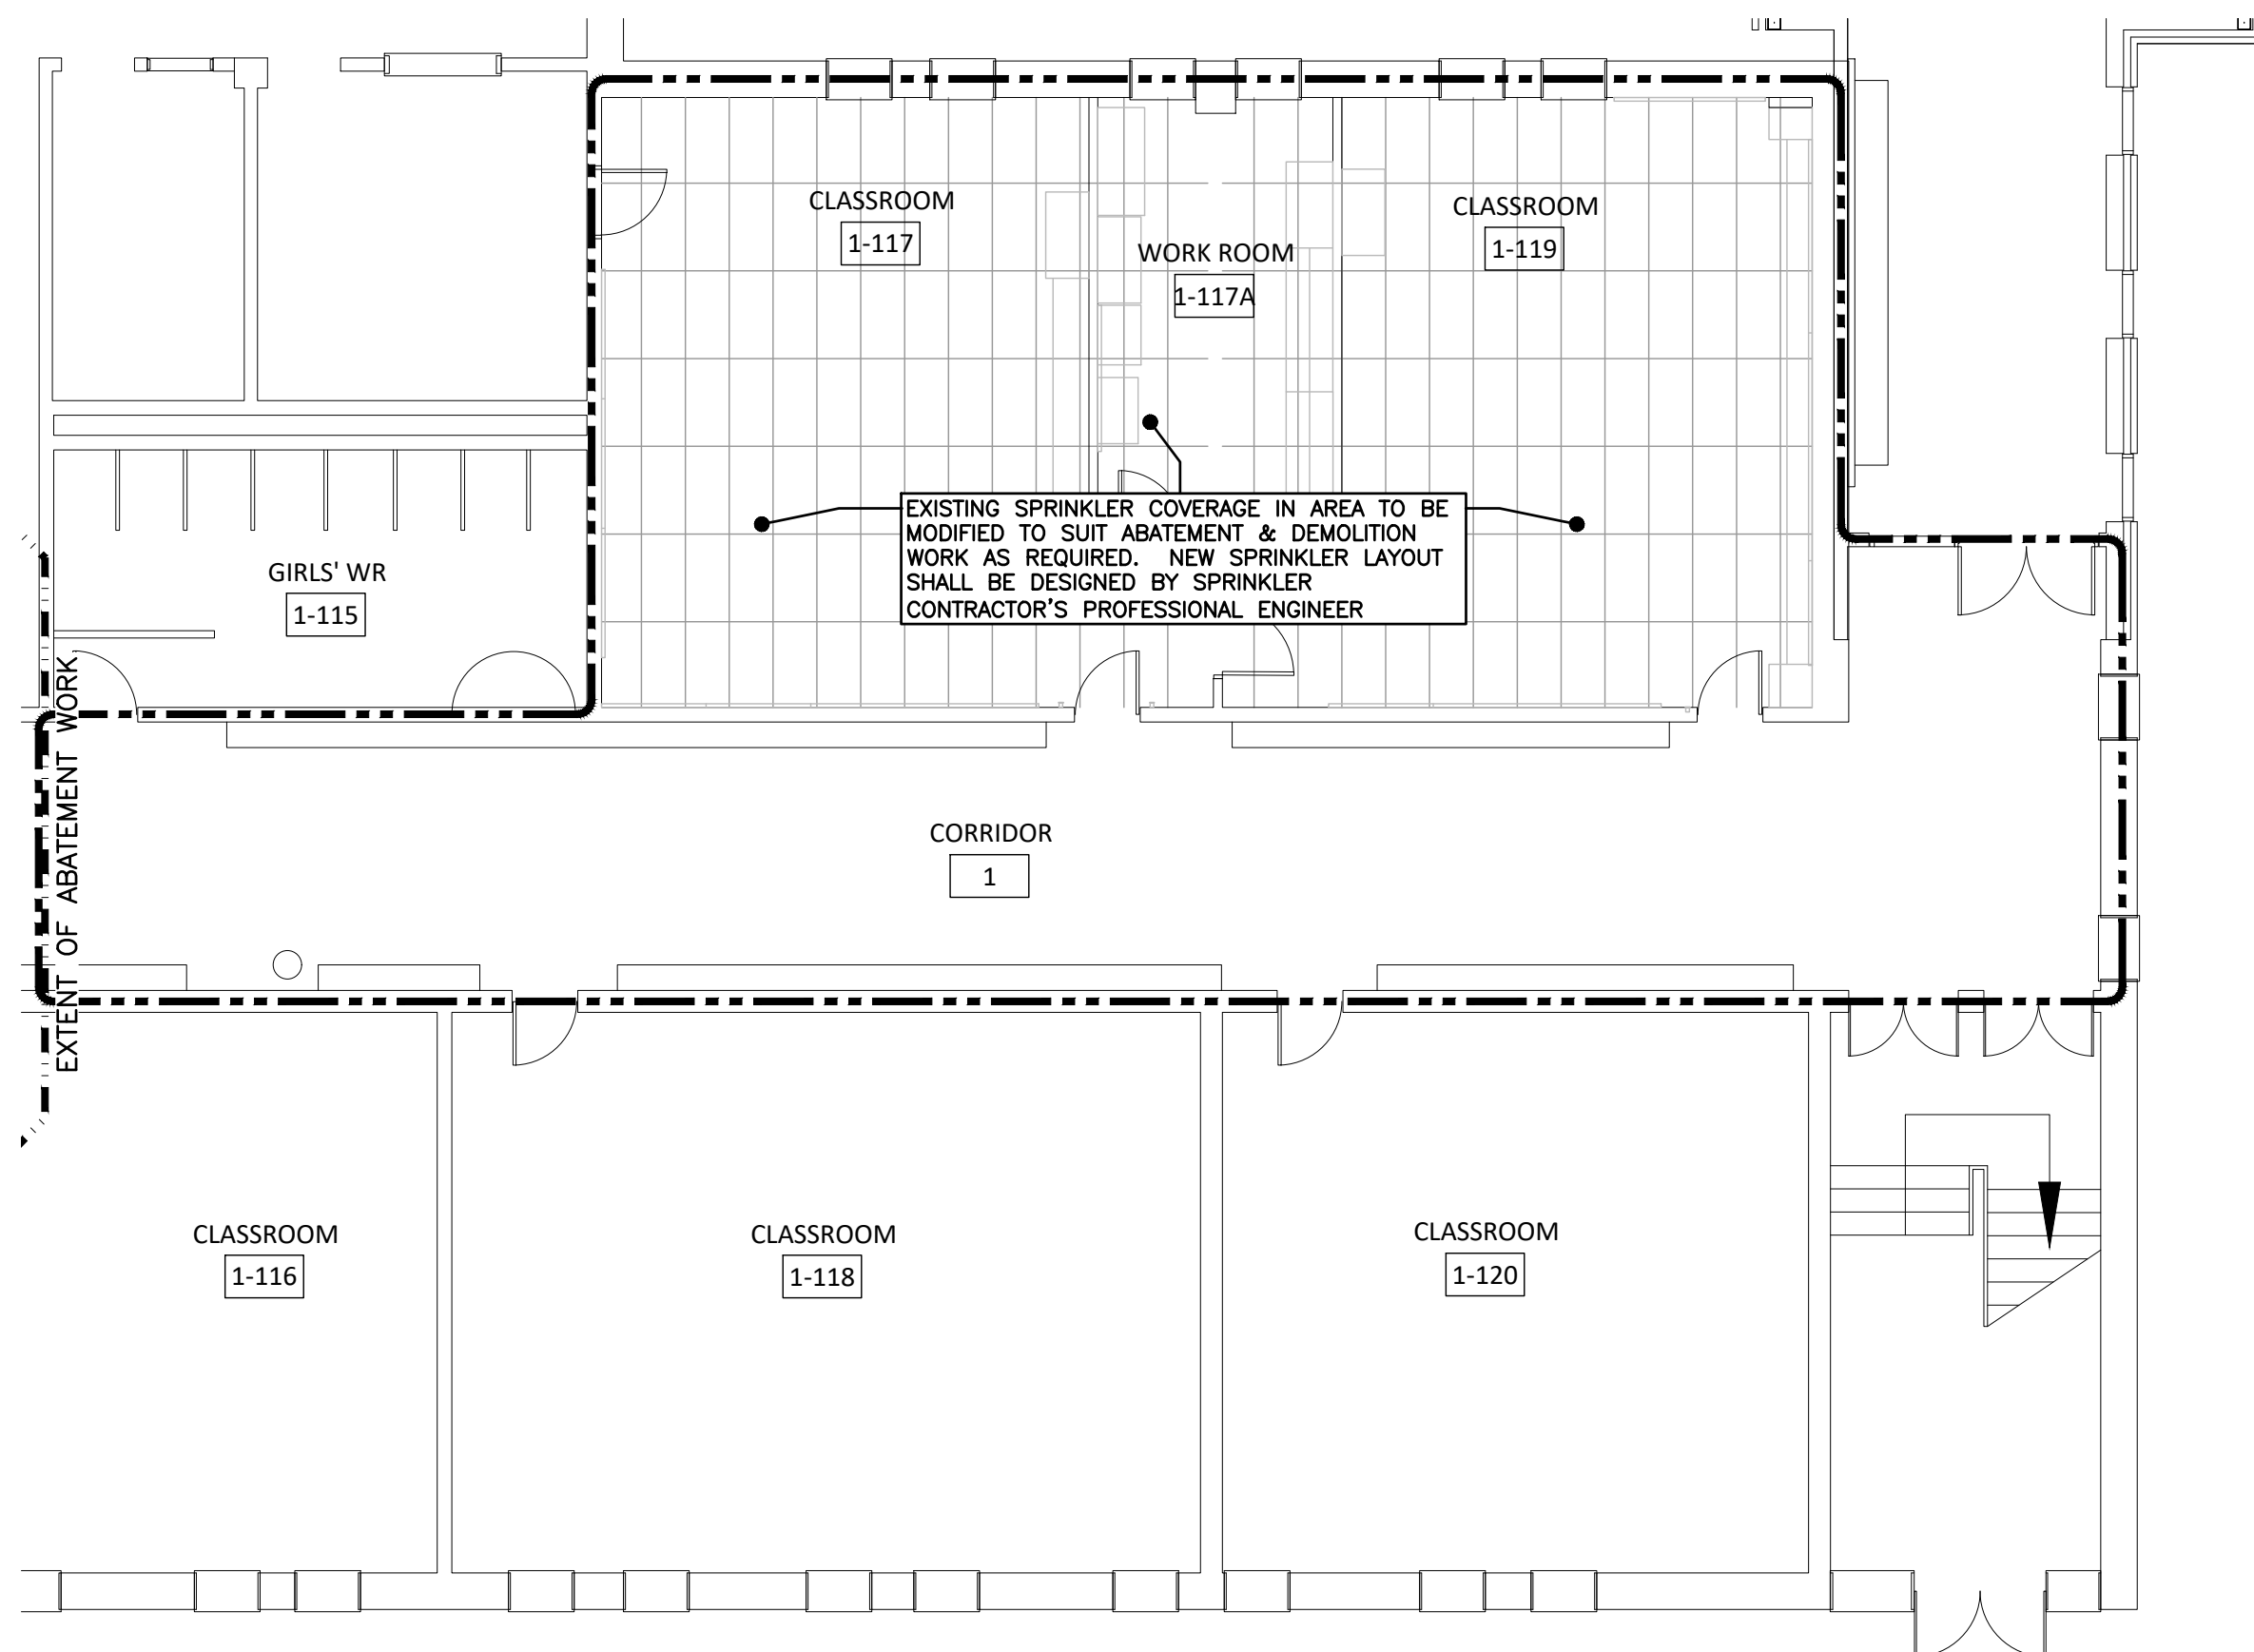 CLASSROOM
1-117
CLASSROOM
1-119
WORK ROOM
1-117A
EXISTING SPRINKLER COVERAGE IN AREA TO BE
MODIFIED TO SUIT ABATEMENT & DEMOLITION
WORK AS REQUIRED. NEW SPRINKLER LAYOUT
SHALL BE DESIGNED BY SPRINKLER
CONTRACTOR'S PROFESSIONAL ENGINEER
GIRLS' WR
1-115
EXTENT OF ABATEMENT WORK
CORRIDOR
1
CLASSROOM
1-116
CLASSROOM
1-118
CLASSROOM
1-120